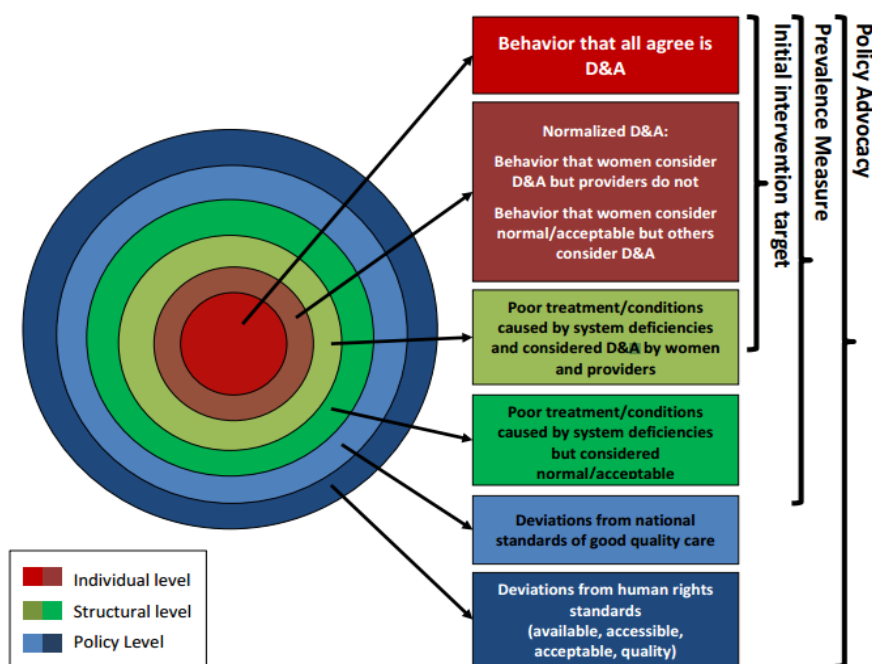 Behavior that all agree is
D&A
Normalized D&A:
Behavior that women consider
D&A but providers do not
Behavior that women consider
normal/acceptable but others
consider D&A
Poor treatment/conditions
caused by system deficiencies
and considered D&A by women
and providers
Poor treatment/conditions
caused by system deficiencies
but considered
normal/acceptable
Deviations from national
standards of good quality care
Deviations from human rights
standards
(available, accessible,
acceptable, quality)
Initial intervention target
Prevalence Measure
Policy Advocacy
Individual level
Structural level
Policy Level